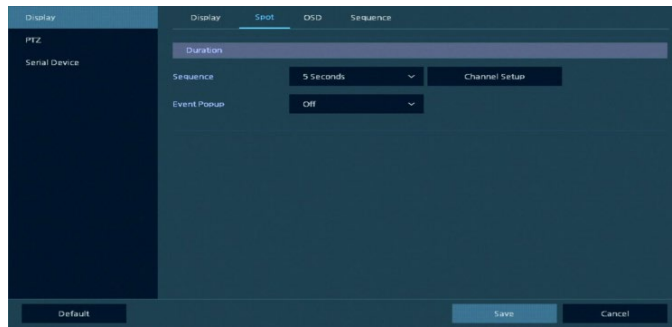 Display
PTZ
Serial Device
Display Spot OSD Sequence
Duration
Sequence 5 Seconds Channel Setup
Event Popup Off
Default Save Cancel